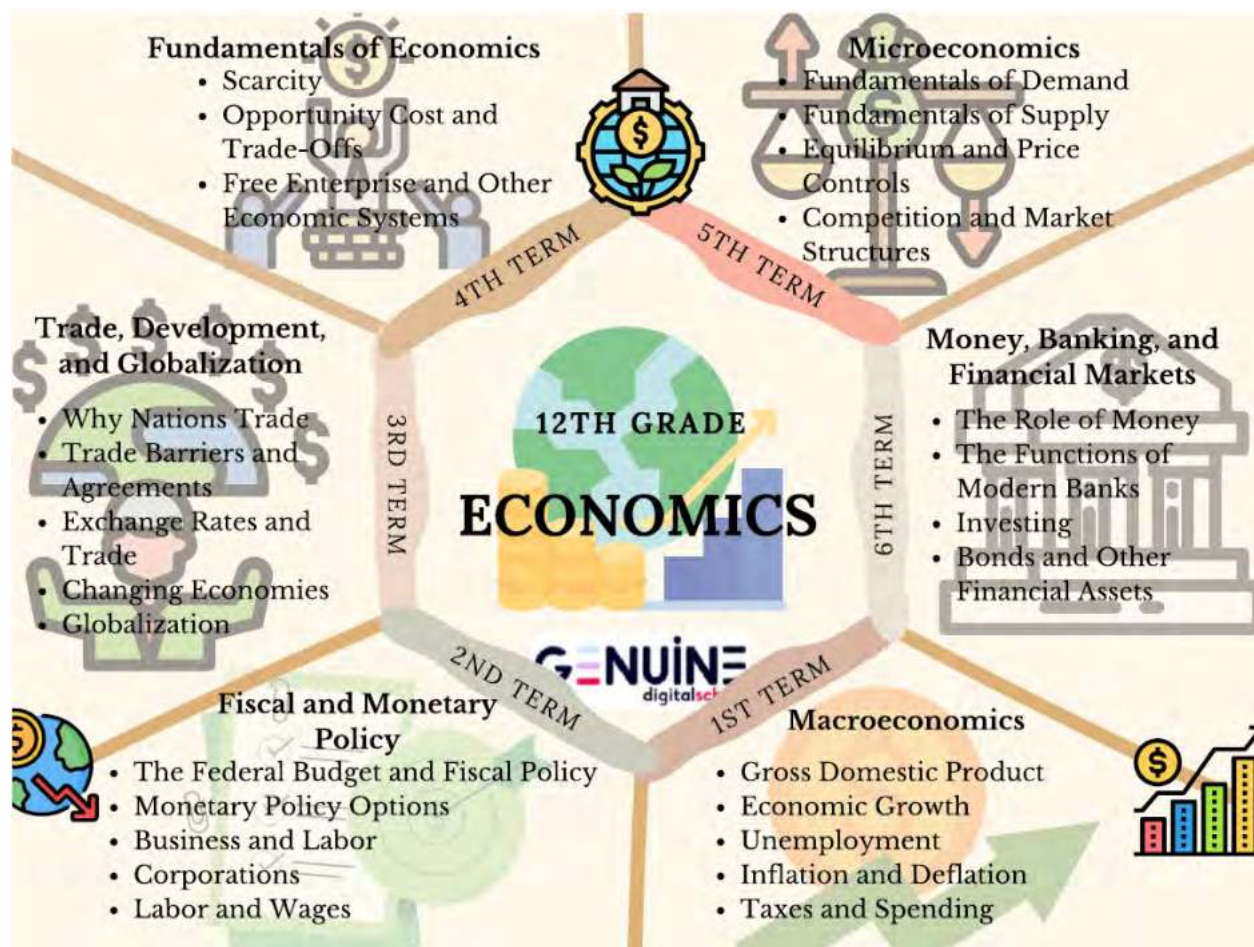 Fundamentals of Economics
• Scarcity
• Opportunity Cost and
Trade-Offs
• Free Enterprise and Other
Economic Systems
4TH TERM
Microeconomics
• Fundamentals of Demand
• Fundamentals of Supply
• Equilibrium and Price
Controls
• Competition and Market
Structures
5TH TERM
Trade, Development,
and Globalization
• Why Nations Trade
• Trade Barriers and
Agreements
• Exchange Rates and
Trade
• Changing Economies
• Globalization
3RD TERM
12TH GRADE
ECONOMICS
6TH TERM
Money, Banking, and
Financial Markets
• The Role of Money
• The Functions of
Modern Banks
• Investing
• Bonds and Other
Financial Assets
GENUINE
digital
2ND TERM
Fiscal and Monetary
Policy
• The Federal Budget and Fiscal Policy
• Monetary Policy Options
• Business and Labor
• Corporations
• Labor and Wages
1ST TERM
Macroeconomics
• Gross Domestic Product
• Economic Growth
• Unemployment
• Inflation and Deflation
• Taxes and Spending